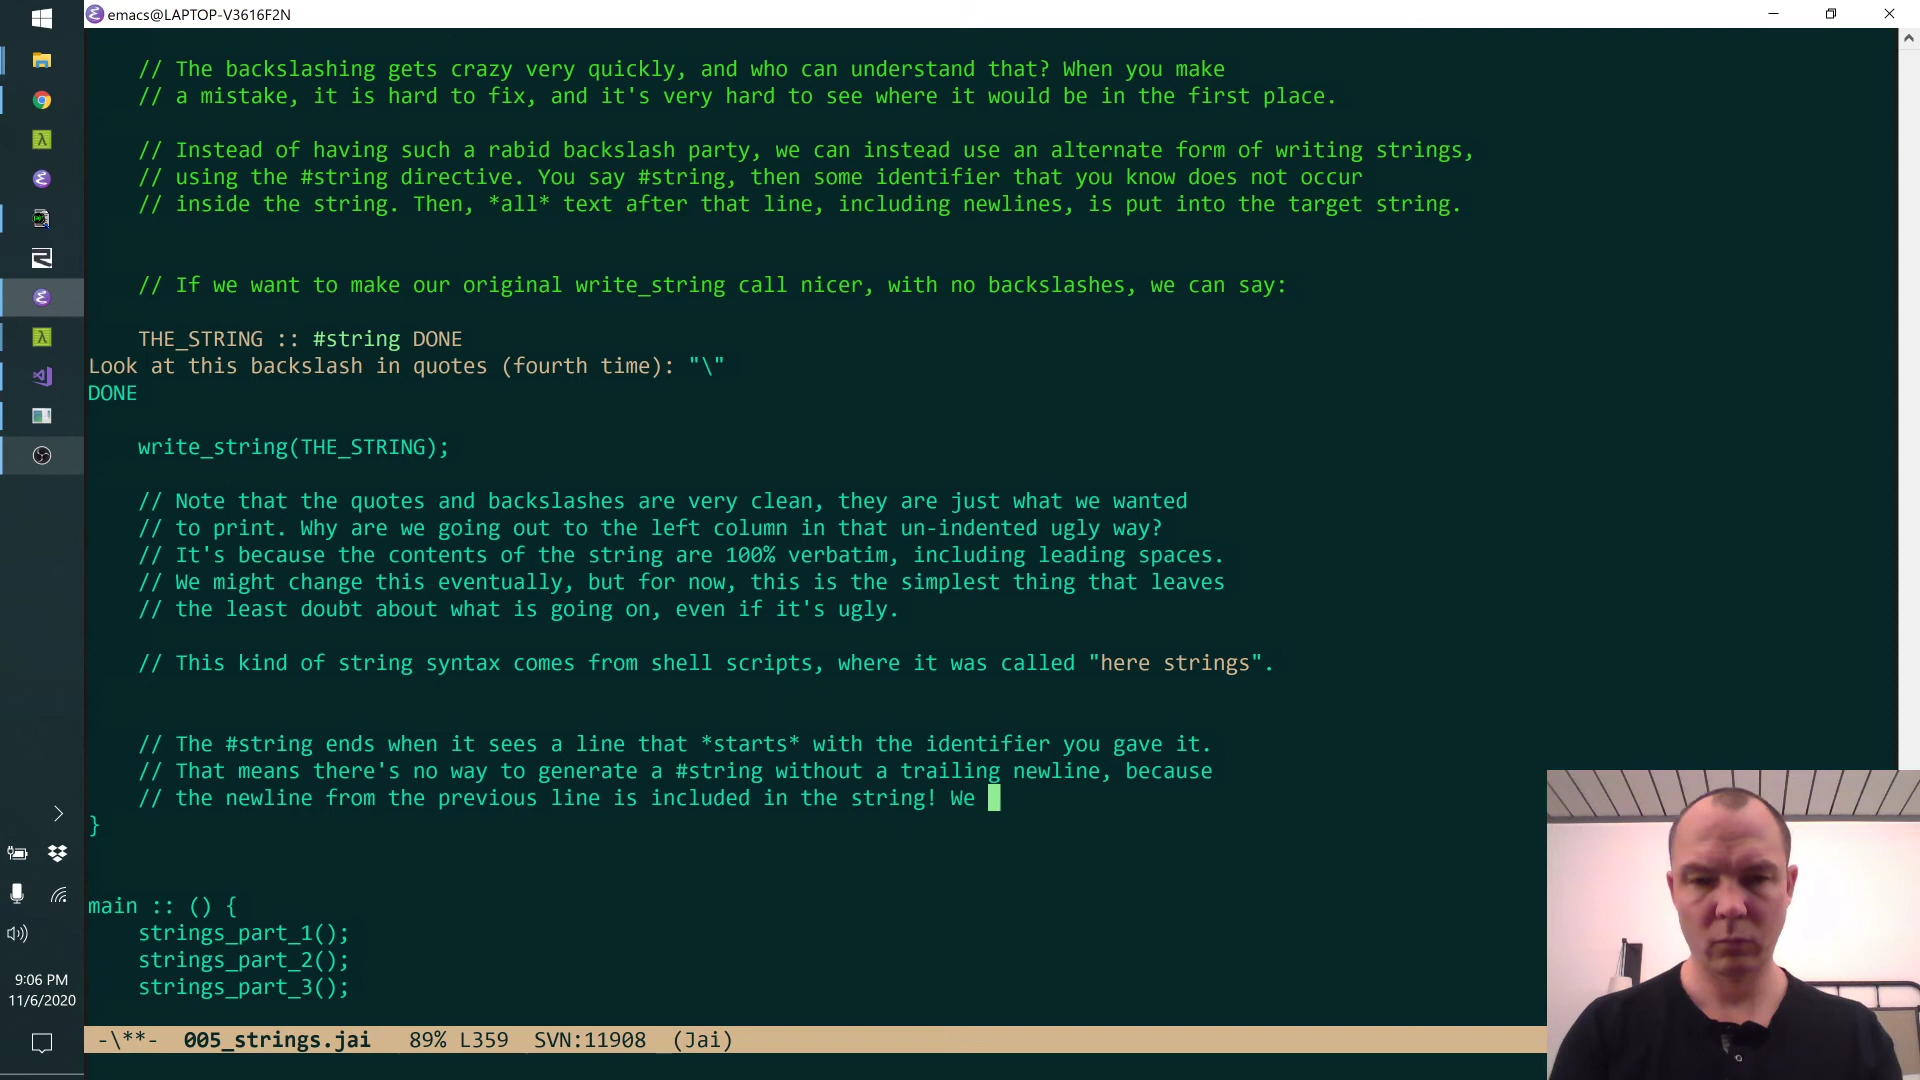 emacs@LAPTOP-V3616F2N
// The backslashing gets crazy very quickly, and who can understand that? When you make
// a mistake, it is hard to fix, and it's very hard to see where it would be in the first place.
// Instead of having such a rabid backslash party, we can instead use an alternate form of writing strings,
// using the #string directive. You say #string, then some identifier that you know does not occur
// inside the string. Then, *all* text after that line, including newlines, is put into the target string.
// If we want to make our original write_string call nicer, with no backslashes, we can say:
THE_STRING :: #string DONE
Look at this backslash in quotes (fourth time): "\"
DONE
write_string(THE_STRING);
// Note that the quotes and backslashes are very clean, they are just what we wanted
// to print. Why are we going out to the left column in that un-indented ugly way?
// It's because the contents of the string are 100% verbatim, including leading spaces.
// We might change this eventually, but for now, this is the simplest thing that leaves
// the least doubt about what is going on, even if it's ugly.
// This kind of string syntax comes from shell scripts, where it was called "here strings".
// The #string ends when it sees a line that *starts* with the identifier you gave it.
// That means there's no way to generate a #string without a trailing newline, because
// the newline from the previous line is included in the string! We
}
main :: () {
strings_part_1();
strings_part_2();
strings_part_3();
9:06 PM
11/6/2020
-\**- 005_strings.jai 89% L359 SVN:11908 (Jai)